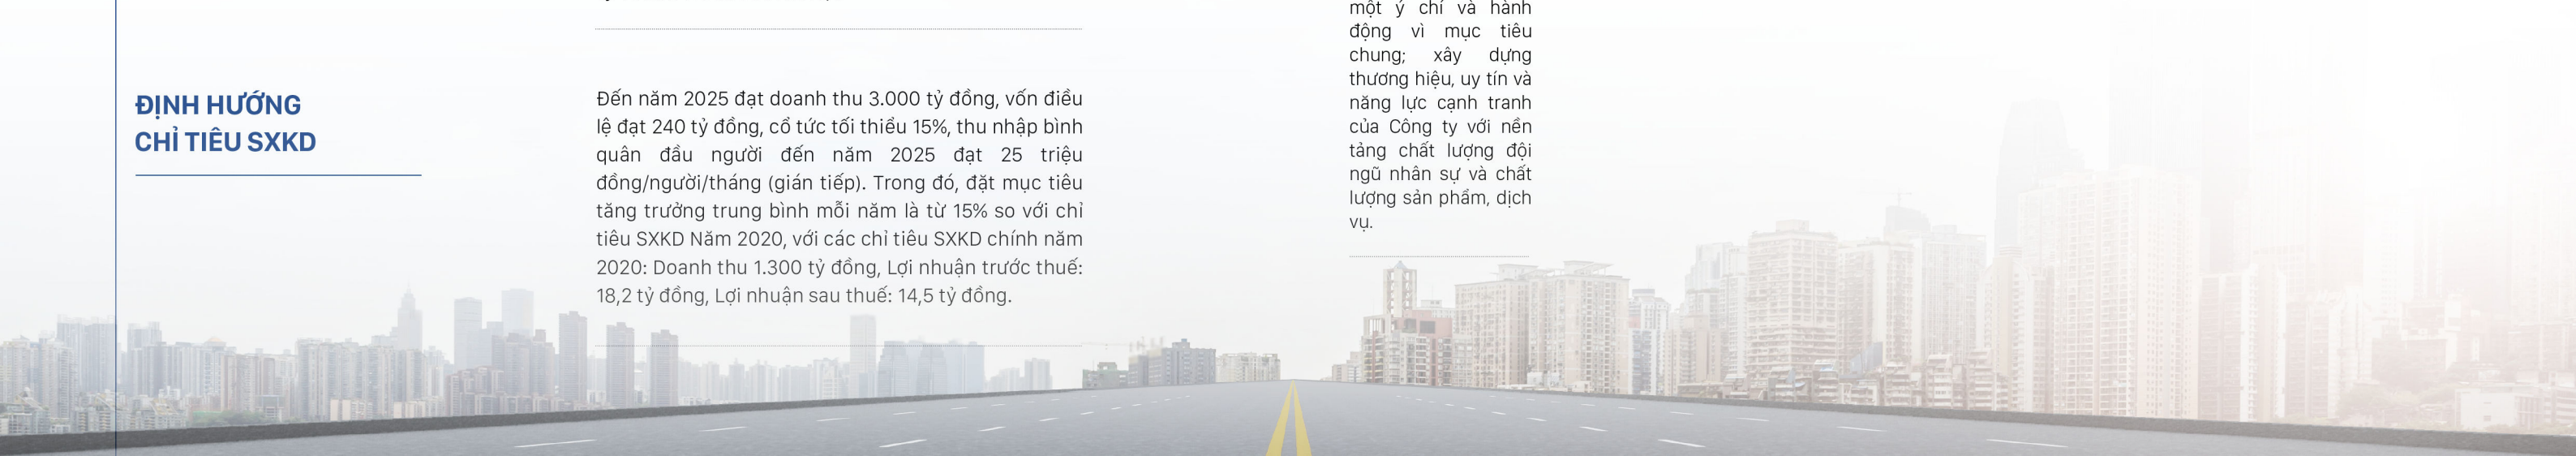 ĐỊNH HƯỚNG
CHỈ TIÊU SXKD
Đến năm 2025 đạt doanh thu 3.000 tỷ đồng, vốn điều
lệ đạt 240 tỷ đồng, cổ tức tối thiểu 15%, thu nhập bình
quân đầu người đến năm 2025 đạt 25 triệu
đồng/người/tháng (gián tiếp). Trong đó, đặt mục tiêu
tăng trưởng trung bình mỗi năm là từ 15% so với chỉ
tiêu SXKD Năm 2020, với các chỉ tiêu SXKD chính năm
2020: Doanh thu 1.300 tỷ đồng, Lợi nhuận trước thuế:
18,2 tỷ đồng, Lợi nhuận sau thuế: 14,5 tỷ đồng.
một ý chí và hành
động vì mục tiêu
chung; xây dựng
thương hiệu, uy tín và
năng lực cạnh tranh
của Công ty với nền
tảng chất lượng đội
ngũ nhân sự và chất
lượng sản phẩm, dịch
vụ.